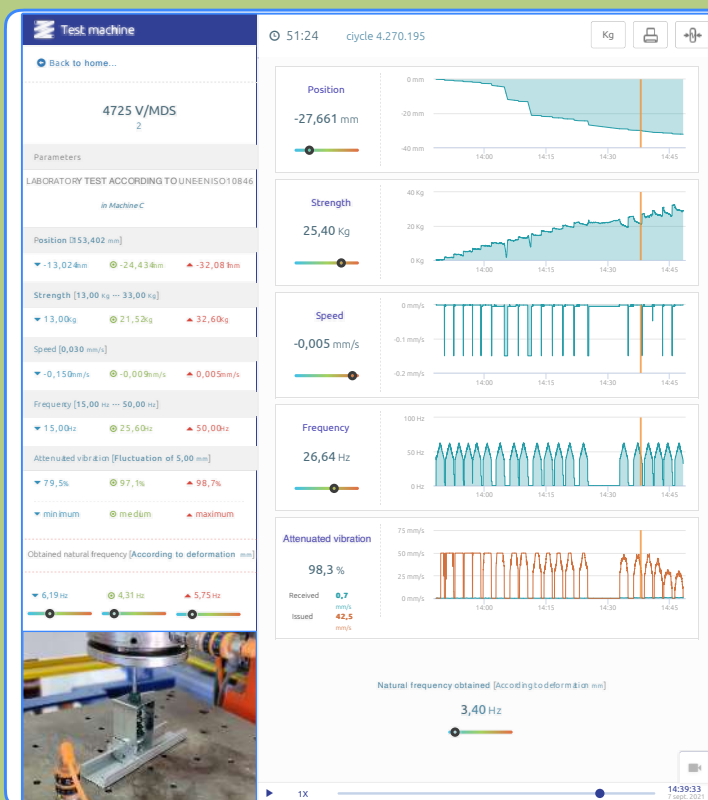 Test machine
Back to home...
4725 V/MDS
2
Parameters
LABORATORY TEST ACCORDING TO UNEENISO10846
in Machine C
Position [353,402 mm]
-13,024mm -24,434mm -32,081mm
Strength [13,00 Kg --- 33,00 Kg]
13,00Kg 21,52Kg 32,60Kg
Speed [0,030 mm/s]
-0,150mm/s -0,009mm/s 0,005mm/s
Frequency [15,00 Hz --- 50,00 Hz]
15,00Hz 25,60Hz 50,00Hz
Attenuated vibration [Fluctuation of 5,00 mm]
79,5% 97,1% 98,7%
minimum medium maximum
Obtained natural frequency [According to deformation mm]
6,19 Hz 4,31 Hz 5,75 Hz
51:24 ciycle 4.270.195 Kg
Position
-27,661 mm
0 mm
-20 mm
-40 mm
14:00 14:15 14:30 14:45
Strength
25,40 Kg
40 Kg
20 Kg
0 Kg
14:00 14:15 14:30 14:45
Speed
-0,005 mm/s
0 mm/s
-0.1 mm/s
-0.2 mm/s
14:00 14:15 14:30 14:45
Frequency
26,64 Hz
100 Hz
50 Hz
0 Hz
14:00 14:15 14:30 14:45
Attenuated vibration
98,3 %
Received 0,7
mm/s
Issued 42,5
mm/s
75 mm/s
50 mm/s
25 mm/s
0 mm/s
14:00 14:15 14:30 14:45
Natural frequency obtained [According to deformation mm]
3,40 Hz
1X
14:39:33
7 sept. 2021